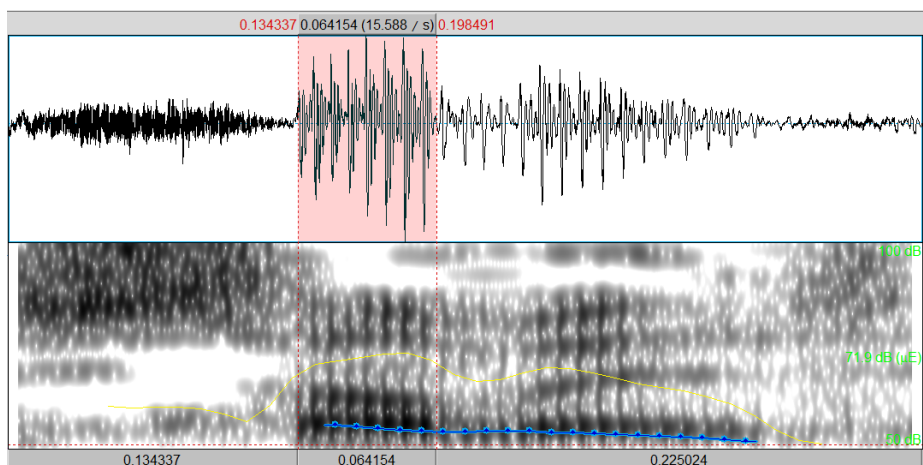 0.134337 0.064154 (15.588 / s) 0.198491
100 dB
71.9 dB (µE)
50 dB
0.134337 0.064154 0.225024